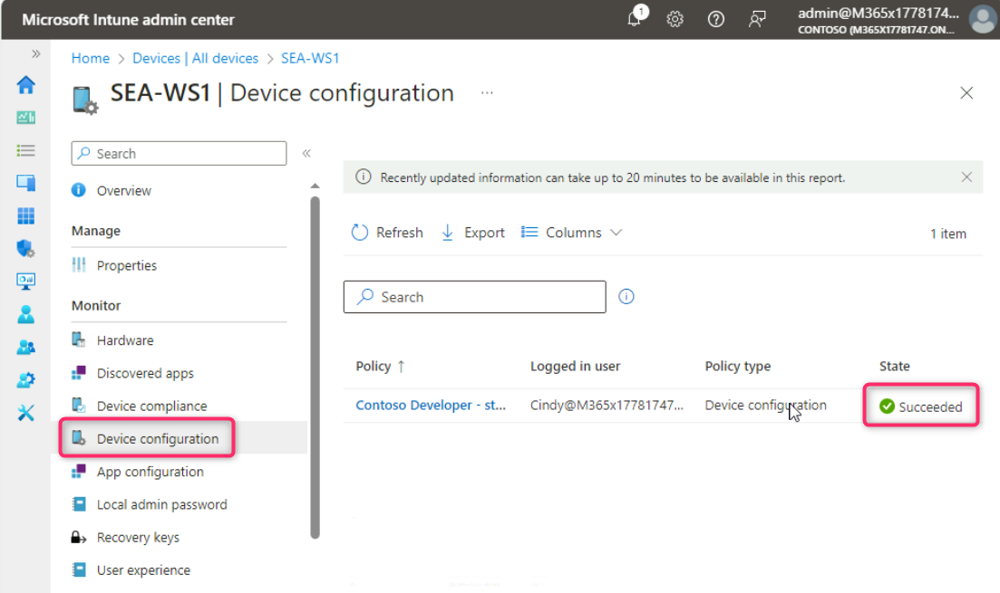 Microsoft Intune admin center
1
admin@M365x1778174...
CONTOSO (M365X17781747.ON...
Home > Devices | All devices > SEA-WS1
SEA-WS1 | Device configuration ...
Search
Overview
Manage
Properties
Monitor
Hardware
Discovered apps
Device compliance
Device configuration
App configuration
Local admin password
Recovery keys
User experience
Recently updated information can take up to 20 minutes to be available in this report.
Refresh Export Columns 1 item
Search
Policy ↑ Logged in user Policy type State
Contoso Developer - st... Cindy@M365x17781747... Device configuration Succeeded